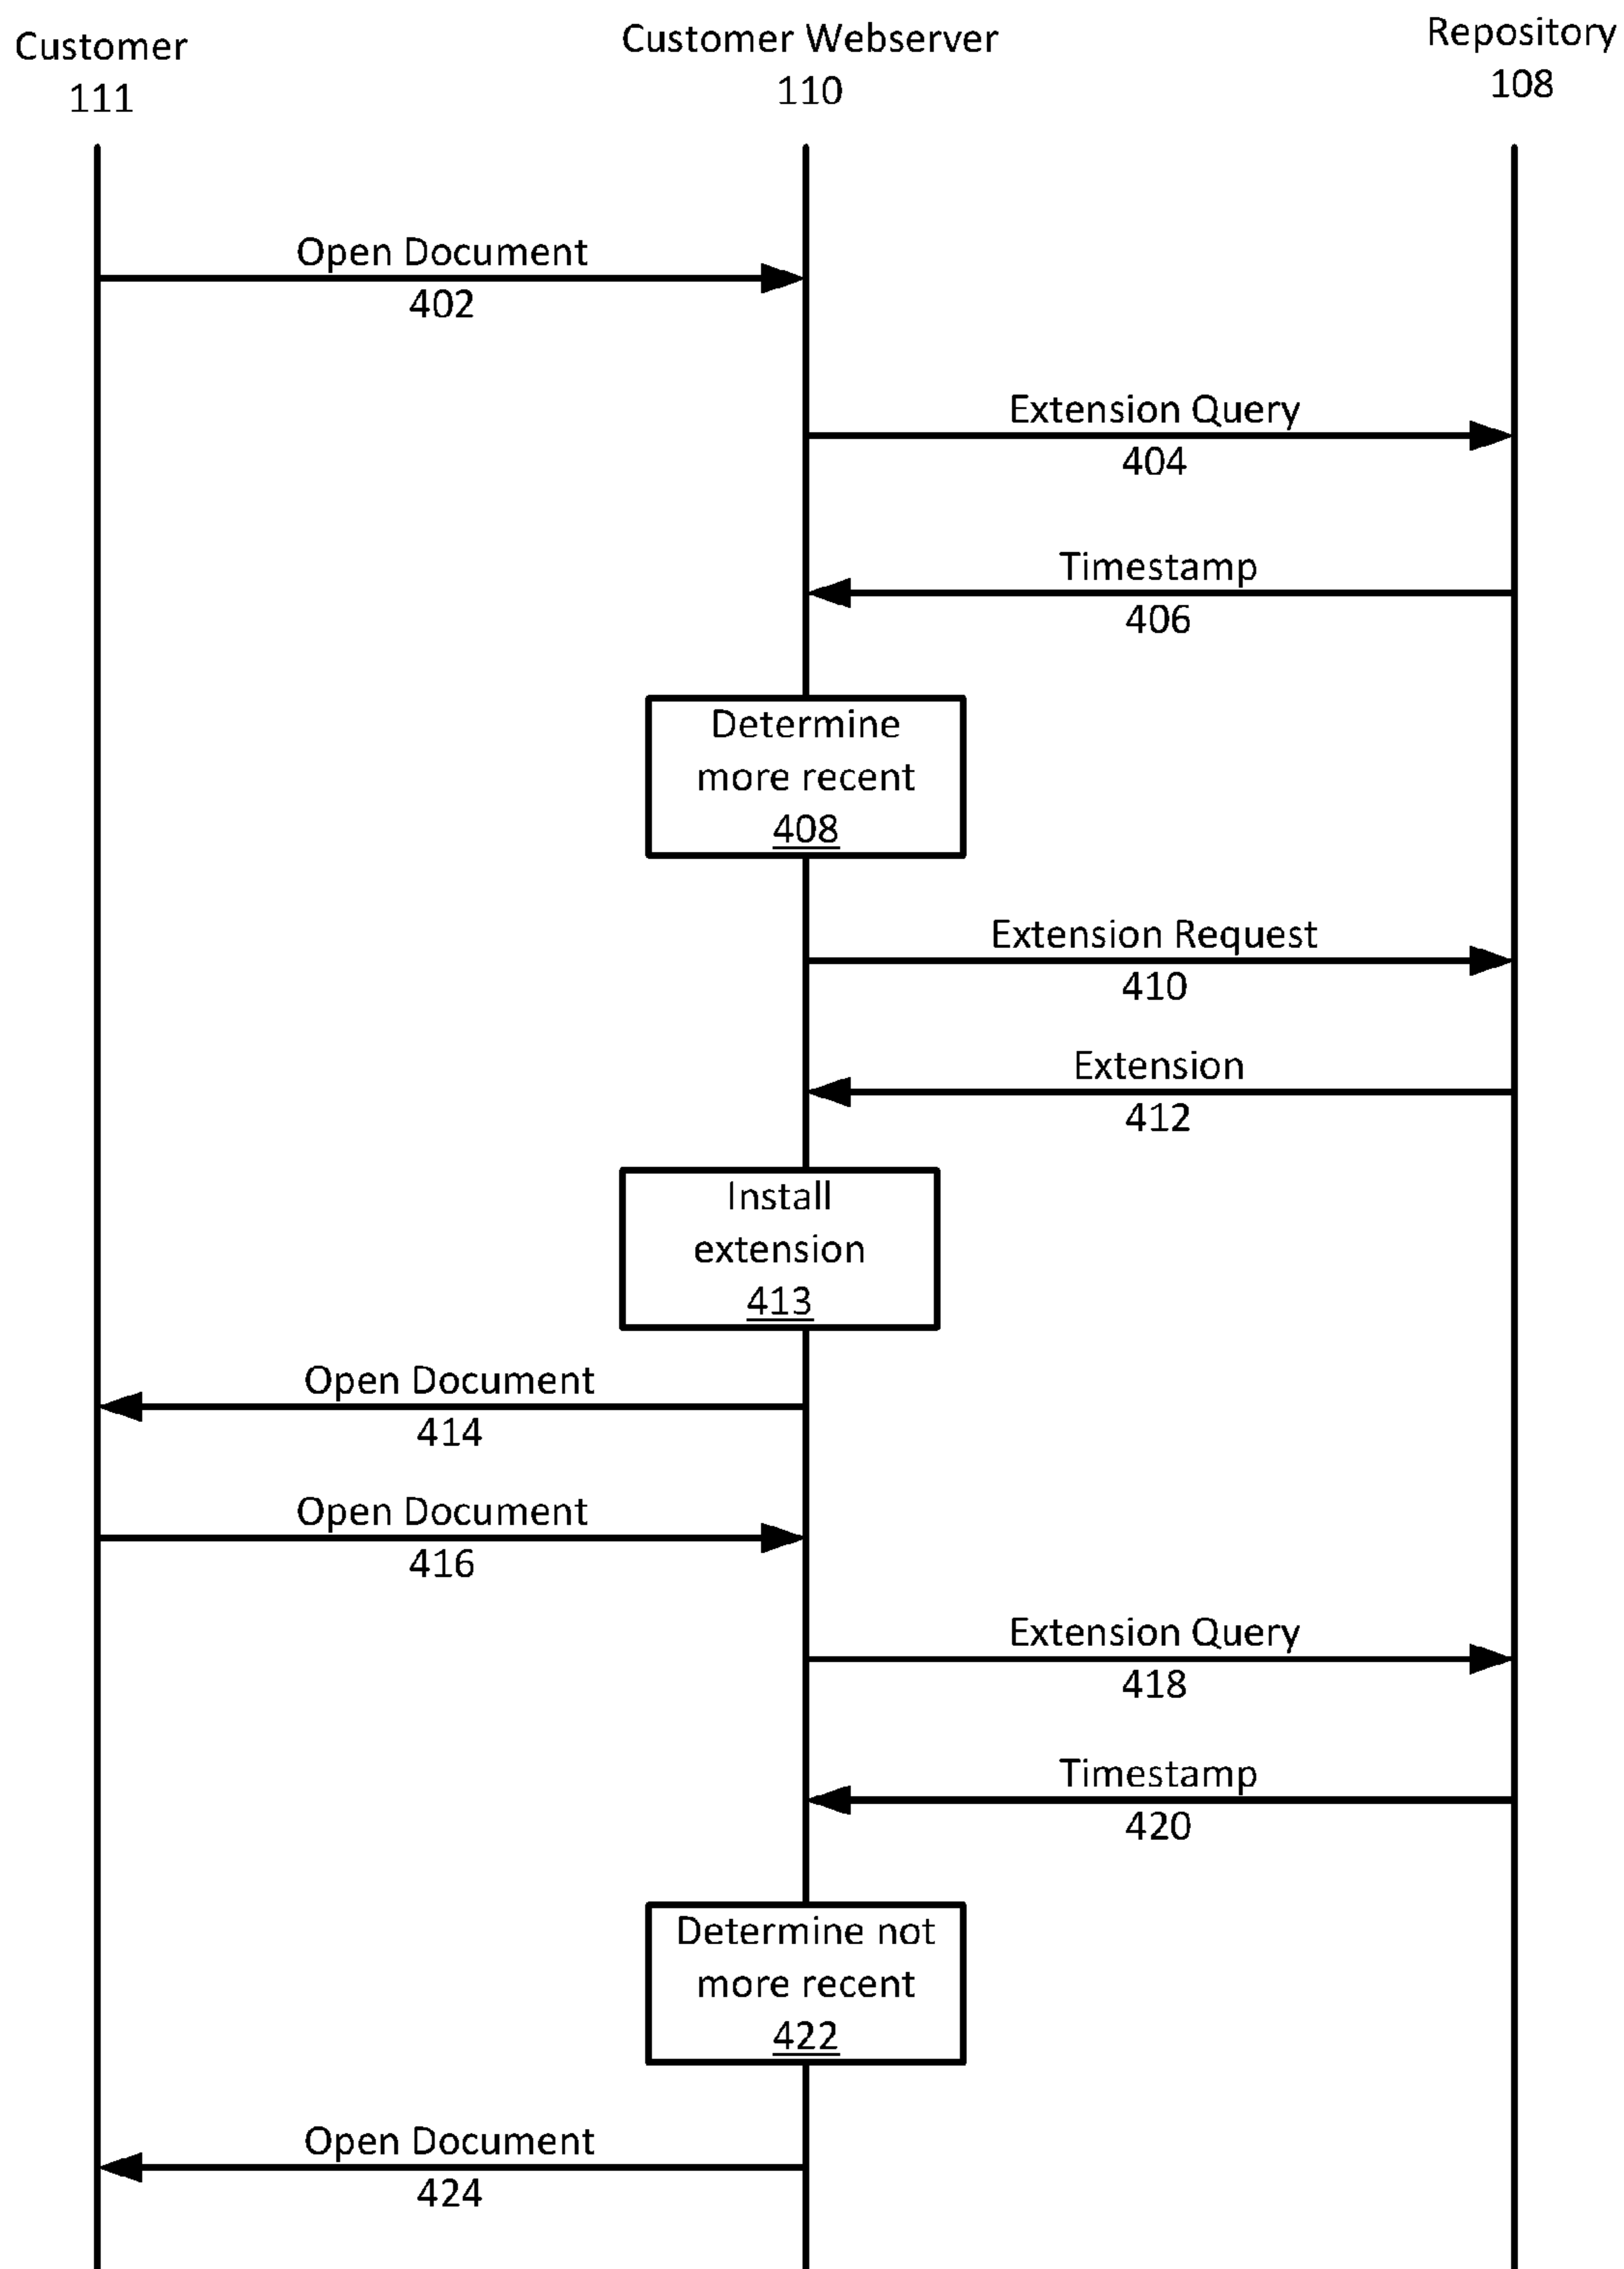 Customer
111
Customer Webserver
110
Repository
108
Open Document
402
Extension Query
404
Timestamp
406
Determine
more recent
408
Extension Request
410
Extension
412
Install
extension
413
Open Document
414
Open Document
416
Extension Query
418
Timestamp
420
Determine not
more recent
422
Open Document
424